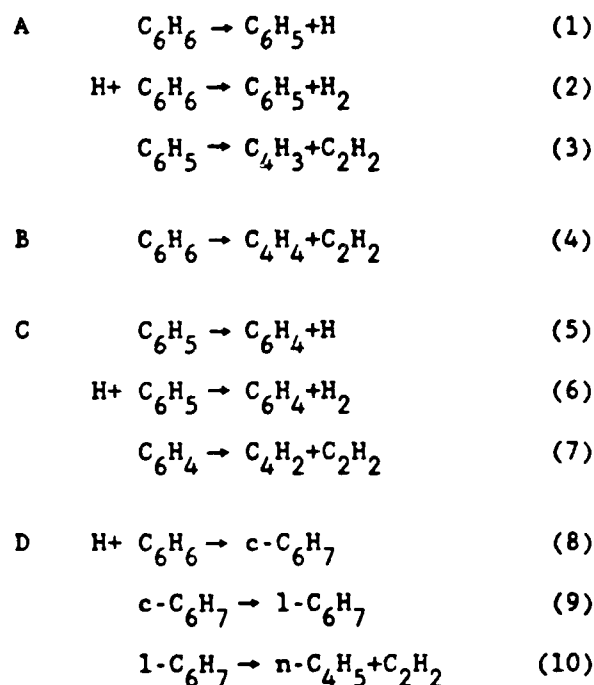 A C₆H₆ → C₆H₅+H (1)
H+ C₆H₆ → C₆H₅+H₂ (2)
C₆H₅ → C₄H₃+C₂H₂ (3)
B C₆H₆ → C₄H₄+C₂H₂ (4)
C C₆H₅ → C₆H₄+H (5)
H+ C₆H₅ → C₆H₄+H₂ (6)
C₆H₄ → C₄H₂+C₂H₂ (7)
D H+ C₆H₆ → c-C₆H₇ (8)
c-C₆H₇ → l-C₆H₇ (9)
l-C₆H₇ → n-C₄H₅+C₂H₂ (10)